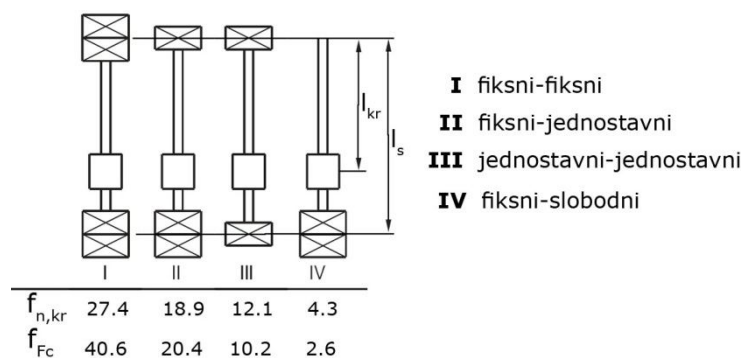 l_kr
l_s
I fiksni-fiksni
II fiksni-jednostavni
III jednostavni-jednostavni
IV fiksni-slobodni
I II III IV
f_n,kr 27.4 18.9 12.1 4.3
f_Fc 40.6 20.4 10.2 2.6